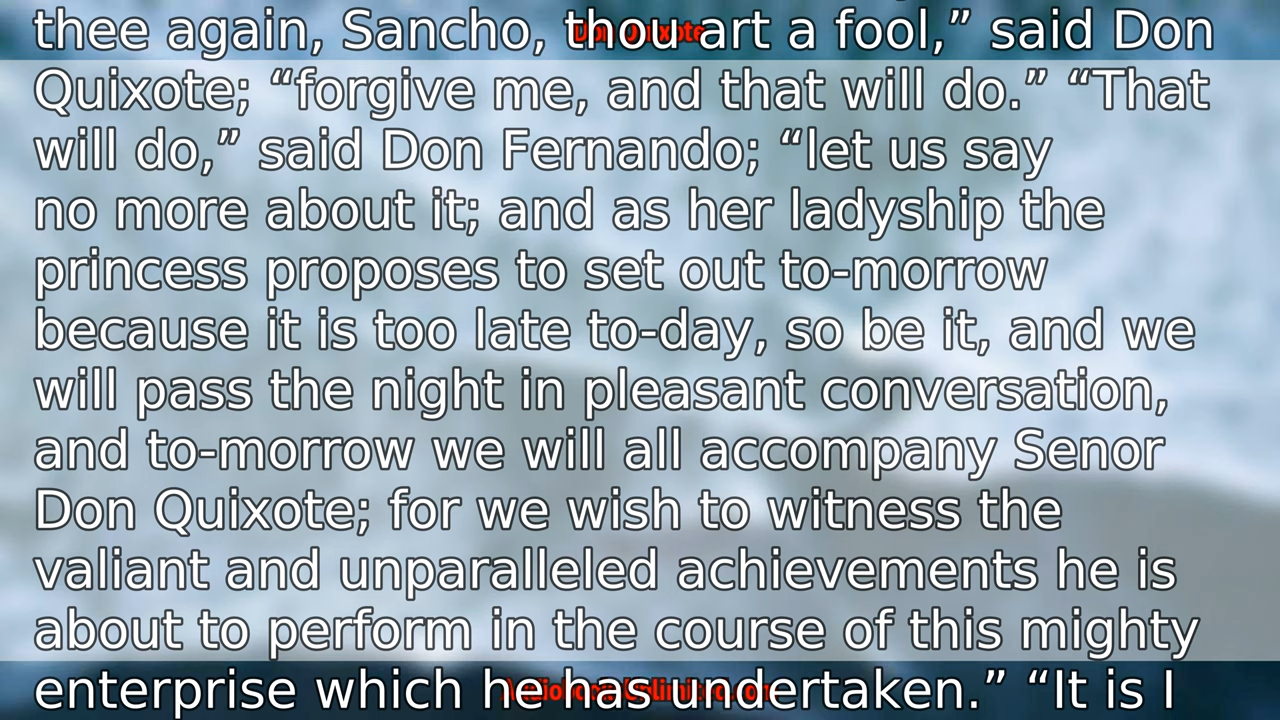 thee again, Sancho, thou art a fool,” said Don
Quixote; “forgive me, and that will do.” “That
will do,” said Don Fernando; “let us say
no more about it; and as her ladyship the
princess proposes to set out to-morrow
because it is too late to-day, so be it, and we
will pass the night in pleasant conversation,
and to-morrow we will all accompany Senor
Don Quixote; for we wish to witness the
valiant and unparalleled achievements he is
about to perform in the course of this mighty
enterprise which he has undertaken.” “It is I